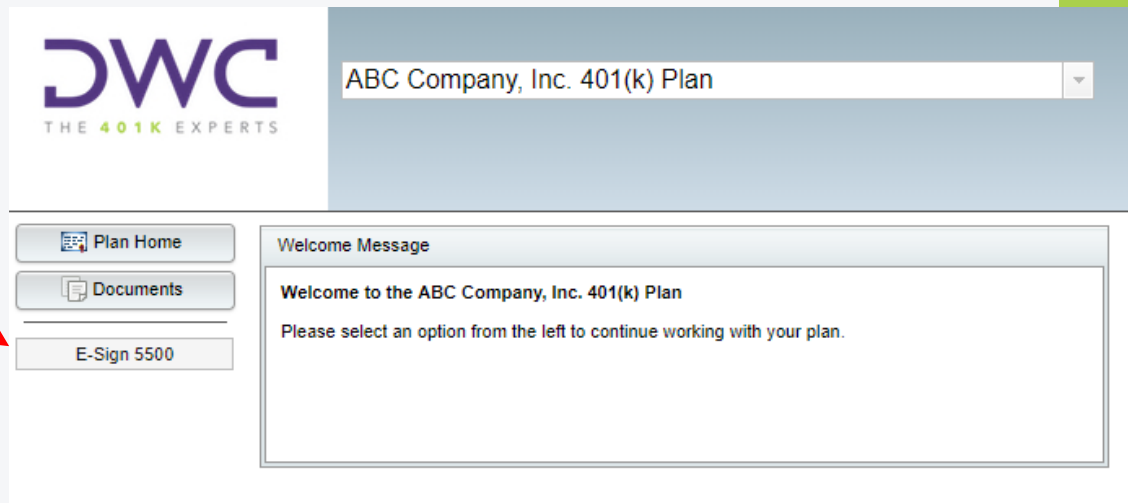 DWC
THE 401K EXPERTS
ABC Company, Inc. 401(k) Plan
Plan Home
Documents
E-Sign 5500
Welcome Message
Welcome to the ABC Company, Inc. 401(k) Plan
Please select an option from the left to continue working with your plan.